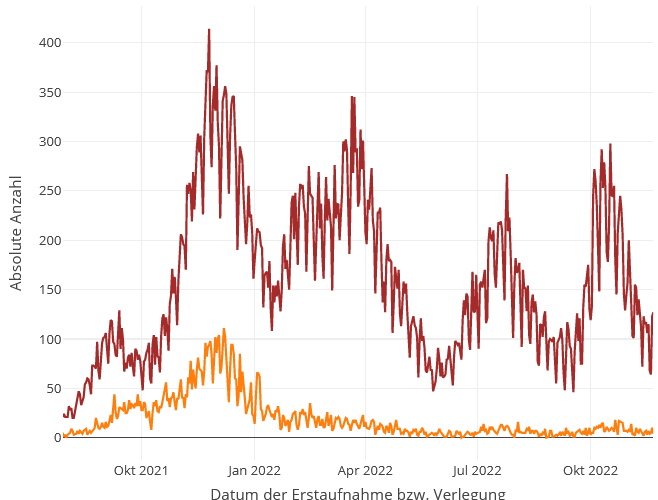 400
350
300
250
200
150
100
50
0
Absolute Anzahl
Okt 2021
Jan 2022
Apr 2022
Jul 2022
Okt 2022
Datum der Erstaufnahme bzw. Verlegung